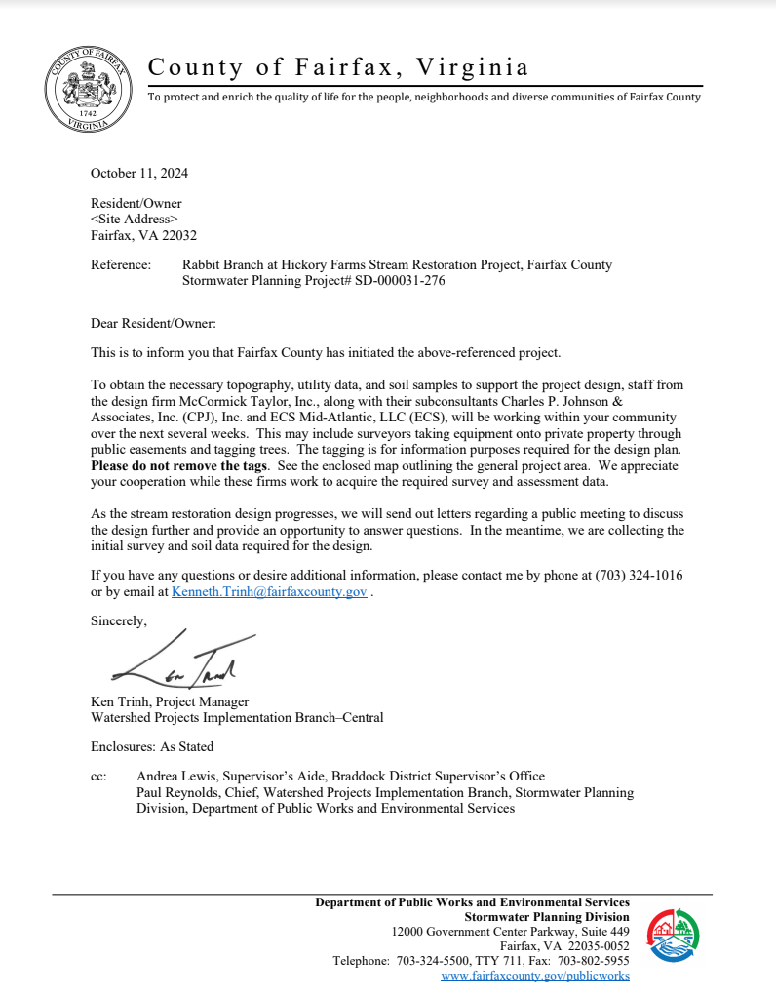 COUNTY OF FAIRFAX
1742
VIRGINIA
County of Fairfax, Virginia
To protect and enrich the quality of life for the people, neighborhoods and diverse communities of Fairfax County
October 11, 2024
Resident/Owner
<Site Address>
Fairfax, VA 22032
Reference: Rabbit Branch at Hickory Farms Stream Restoration Project, Fairfax County
Stormwater Planning Project# SD-000031-276
Dear Resident/Owner:
This is to inform you that Fairfax County has initiated the above-referenced project.
To obtain the necessary topography, utility data, and soil samples to support the project design, staff from
the design firm McCormick Taylor, Inc., along with their subconsultants Charles P. Johnson &
Associates, Inc. (CPJ), Inc. and ECS Mid-Atlantic, LLC (ECS), will be working within your community
over the next several weeks.  This may include surveyors taking equipment onto private property through
public easements and tagging trees.  The tagging is for information purposes required for the design plan.
Please do not remove the tags.  See the enclosed map outlining the general project area.  We appreciate
your cooperation while these firms work to acquire the required survey and assessment data.
As the stream restoration design progresses, we will send out letters regarding a public meeting to discuss
the design further and provide an opportunity to answer questions.  In the meantime, we are collecting the
initial survey and soil data required for the design.
If you have any questions or desire additional information, please contact me by phone at (703) 324-1016
or by email at Kenneth.Trinh@fairfaxcounty.gov .
Sincerely,
Ken Trinh
Ken Trinh, Project Manager
Watershed Projects Implementation Branch–Central
Enclosures: As Stated
cc: Andrea Lewis, Supervisor’s Aide, Braddock District Supervisor’s Office
Paul Reynolds, Chief, Watershed Projects Implementation Branch, Stormwater Planning
Division, Department of Public Works and Environmental Services
Department of Public Works and Environmental Services
Stormwater Planning Division
12000 Government Center Parkway, Suite 449
Fairfax, VA  22035-0052
Telephone:  703-324-5500, TTY 711, Fax:  703-802-5955
www.fairfaxcounty.gov/publicworks